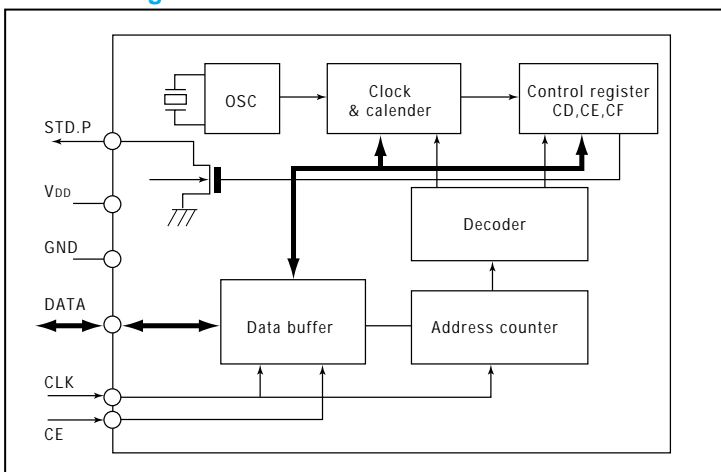 OSC
Clock
& calender
Control register
CD,CE,CF
STD.P
VDD
Decoder
GND
DATA
Data buffer
Address counter
CLK
CE